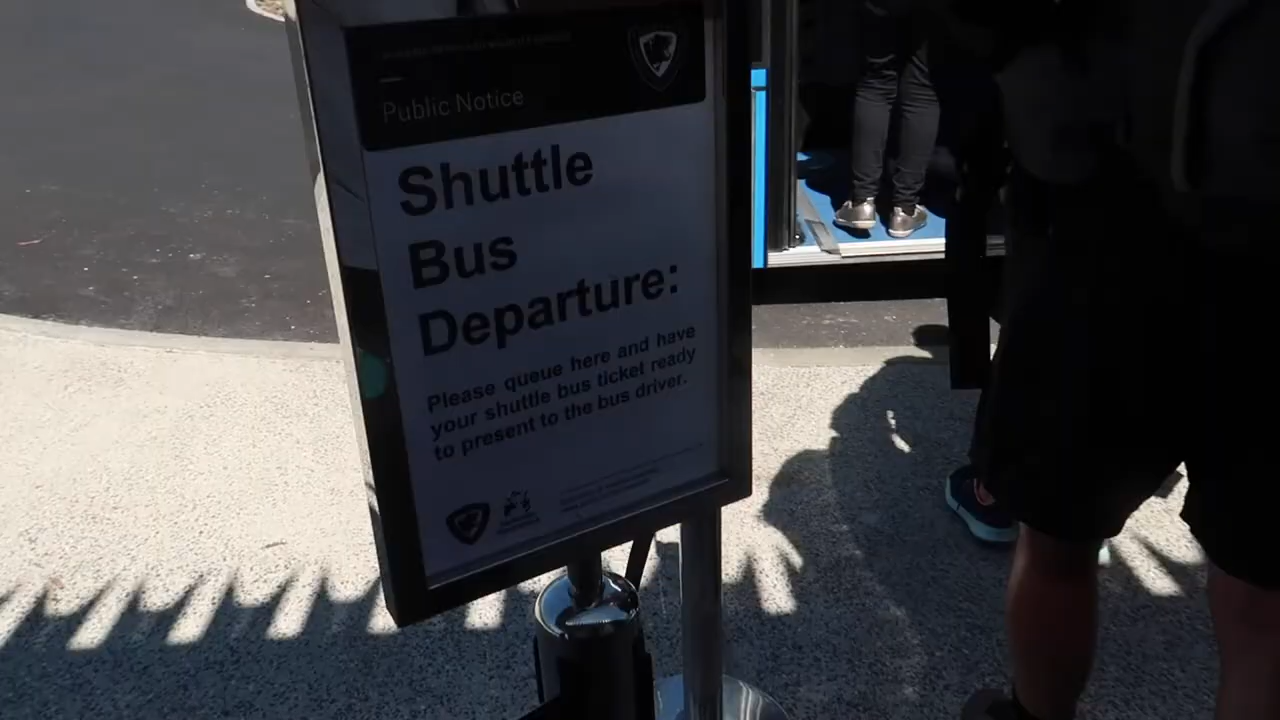 Public Notice
Shuttle
Bus
Departure:
Please queue here and have
your shuttle bus ticket ready
to present to the bus driver.